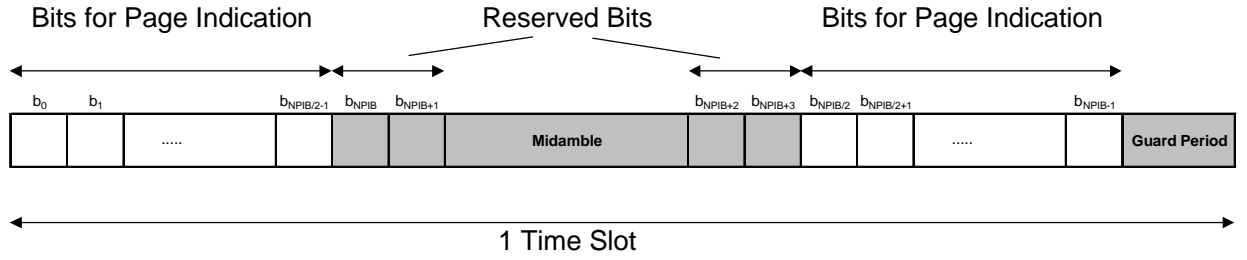 Bits for Page Indication Reserved Bits Bits for Page Indication
b0 b1 bNPIB/2-1 bNPIB bNPIB+1 bNPIB+2 bNPIB+3 bNPIB/2 bNPIB/2+1 bNPIB-1
..... Midamble ..... Guard Period
1 Time Slot